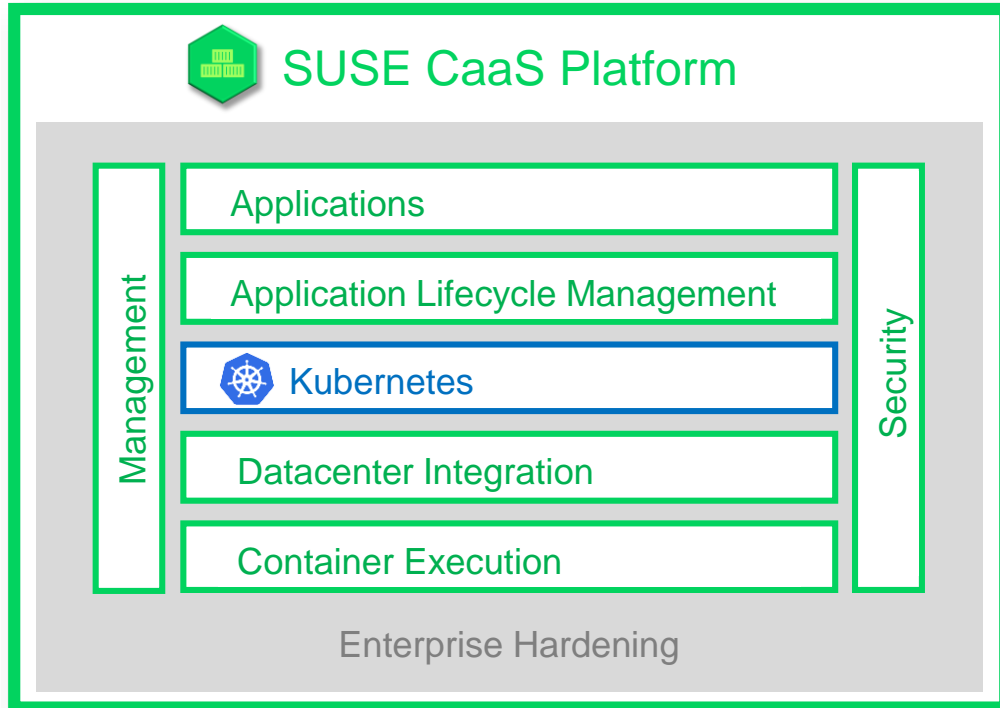 SUSE CaaS Platform
Management
Applications
Application Lifecycle Management
Kubernetes
Datacenter Integration
Container Execution
Security
Enterprise Hardening